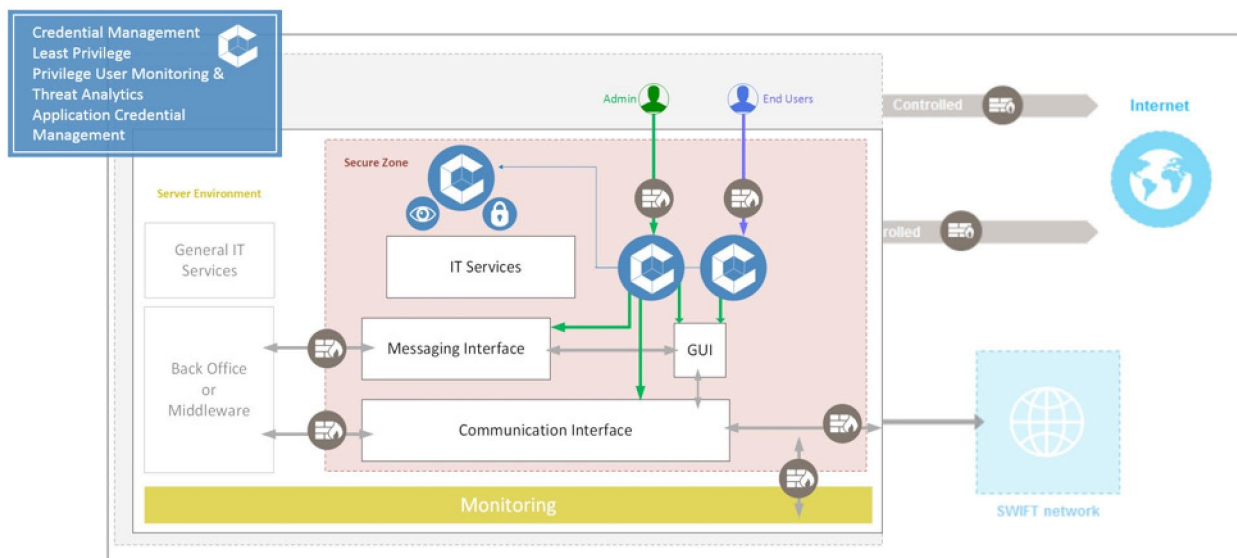 Credential Management
Least Privilege
Privilege User Monitoring &
Threat Analytics
Application Credential
Management
Admin
End Users
Controlled
Internet
Secure Zone
Server Environment
General IT
Services
IT Services
rolled
Messaging Interface
GUI
Back Office
or
Middleware
Communication Interface
Monitoring
SWIFT network